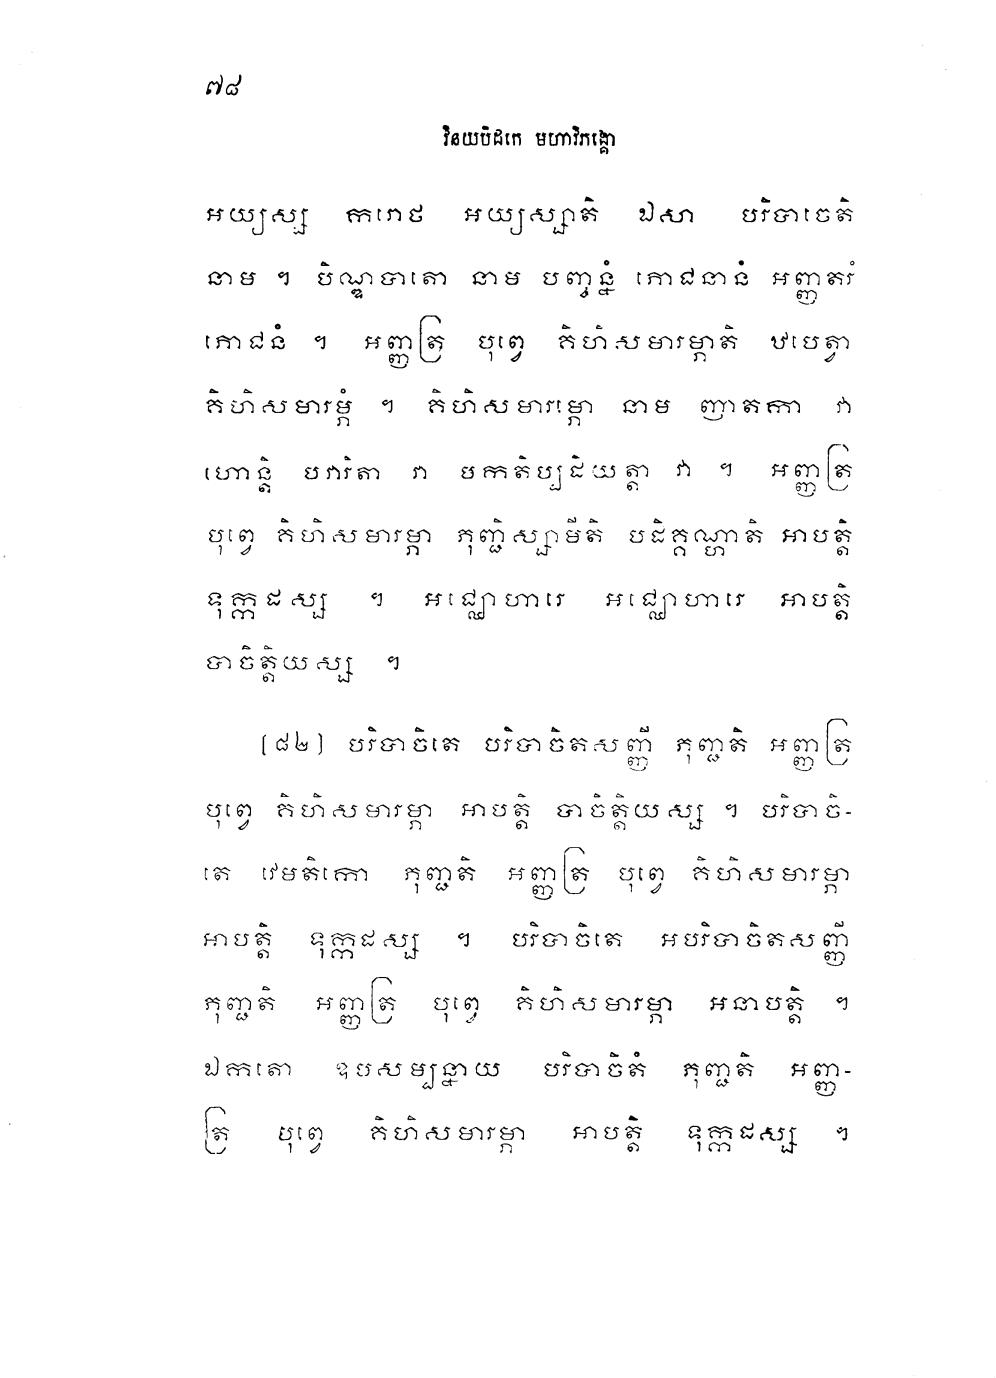 ៧៨
វិនយបិដកេ មហាវិភង្គោ
អយ្យស្ស ករោថ អយ្យស្សាតិ ឯសា បរិបាចេតិ
នាម ។ បិណ្ឌបាតោ នាម បញ្ចន្នំ ភោជនានំ អញ្ញតរំ
ភោជនំ ។ អញ្ញត្រ បុព្វេ គិហិសមារម្ភាតិ ឋបេត្វា
គិហិសមារម្ភំ ។ គិហិសមារម្ភោ នាម ញាតកា វា
ហោន្តិ បវារិតា វា បកតិប្បដិយត្តា វា ។ អញ្ញត្រ
បុព្វេ គិហិសមារម្ភា ភុញ្ជិស្សាមីតិ បដិគ្គណ្ហាតិ អាបត្តិ
ទុក្កដស្ស ។ អជ្ឈោហារេ អជ្ឈោហារេ អាបត្តិ
បាចិត្តិយស្ស ។
(៨២) បរិបាចិតេ បរិបាចិតសញ្ញី ភុញ្ជតិ អញ្ញត្រ
បុព្វេ គិហិសមារម្ភា អាបត្តិ បាចិត្តិយស្ស ។ បរិបាចិ-
តេ វេមតិកោ ភុញ្ជតិ អញ្ញត្រ បុព្វេ គិហិសមារម្ភា
អាបត្តិ ទុក្កដស្ស ។ បរិបាចិតេ អបរិបាចិតសញ្ញី
ភុញ្ជតិ អញ្ញត្រ បុព្វេ គិហិសមារម្ភា អនាបត្តិ ។
ឯកតោ ឧបសម្បន្នាយ បរិបាចិតំ ភុញ្ជតិ អញ្ញ-
ត្រ បុព្វេ គិហិសមារម្ភា អាបត្តិ ទុក្កដស្ស ។